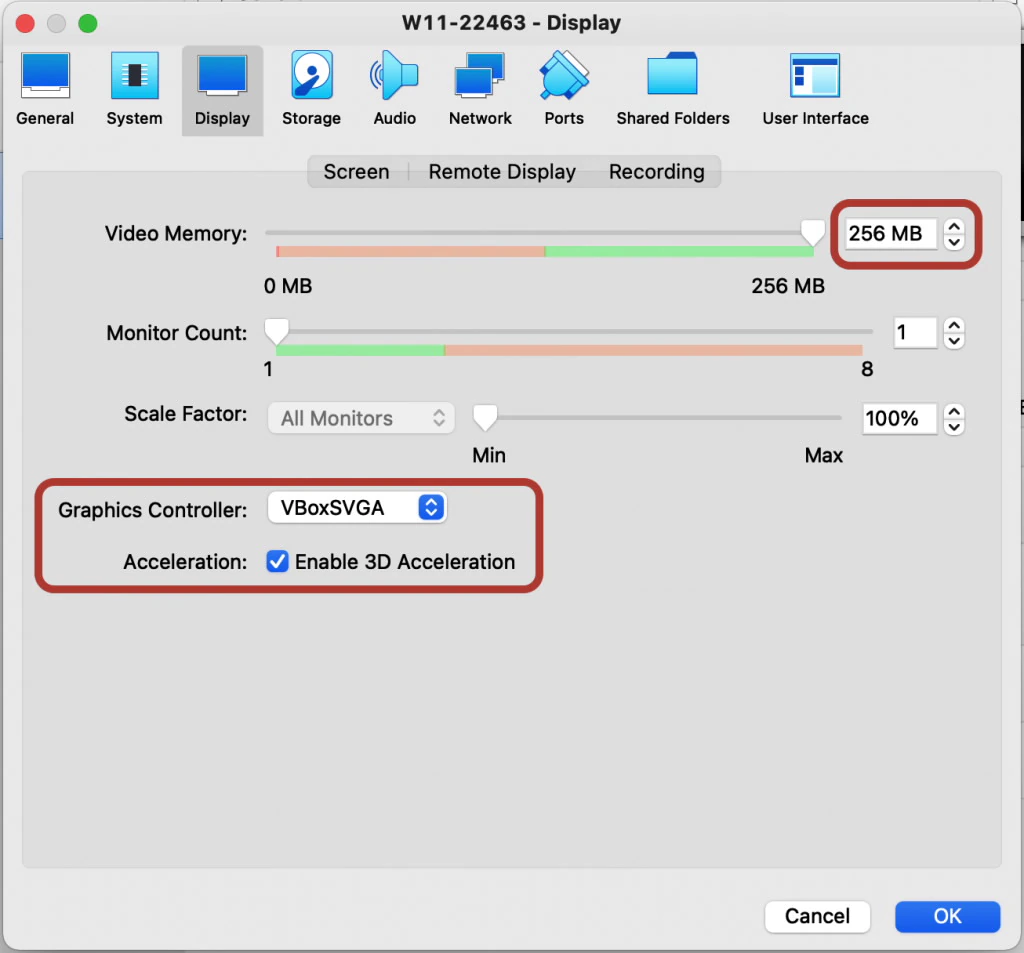 W11-22463 - Display
General System Display Storage Audio Network Ports Shared Folders User Interface
Screen Remote Display Recording
Video Memory: 256 MB
0 MB 256 MB
Monitor Count: 1
1 8
Scale Factor: All Monitors 100%
Min Max
Graphics Controller: VBoxSVGA
Acceleration: Enable 3D Acceleration
Cancel OK